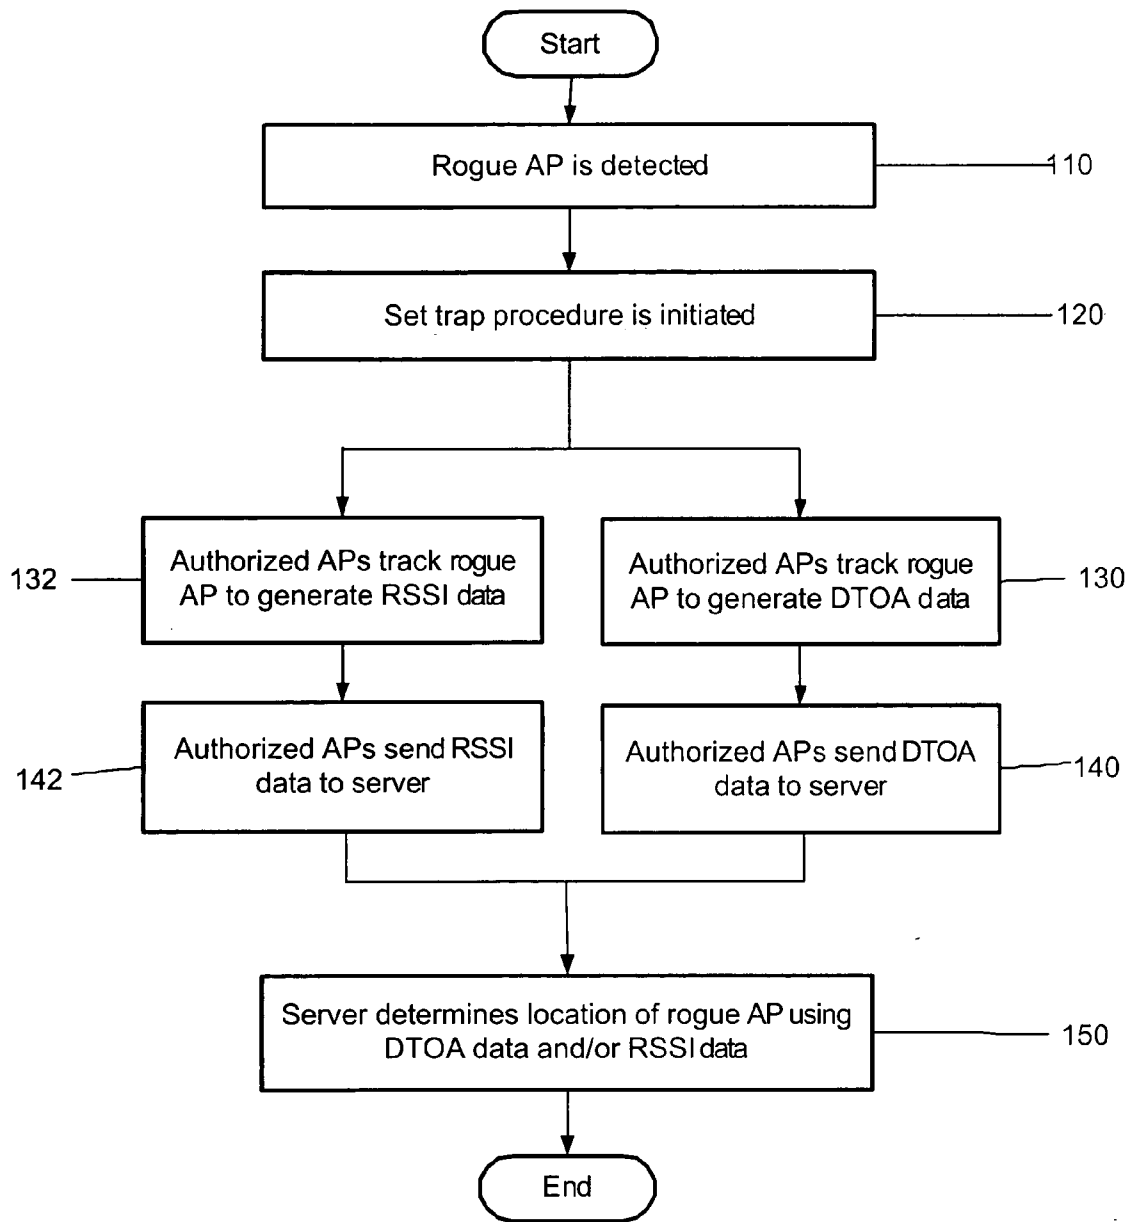 Start
Rogue AP is detected
110
Set trap procedure is initiated
120
132
Authorized APs track rogue
AP to generate RSSI data
Authorized APs track rogue
AP to generate DTOA data
130
142
Authorized APs send RSSI
data to server
Authorized APs send DTOA
data to server
140
Server determines location of rogue AP using
DTOA data and/or RSSI data
150
End